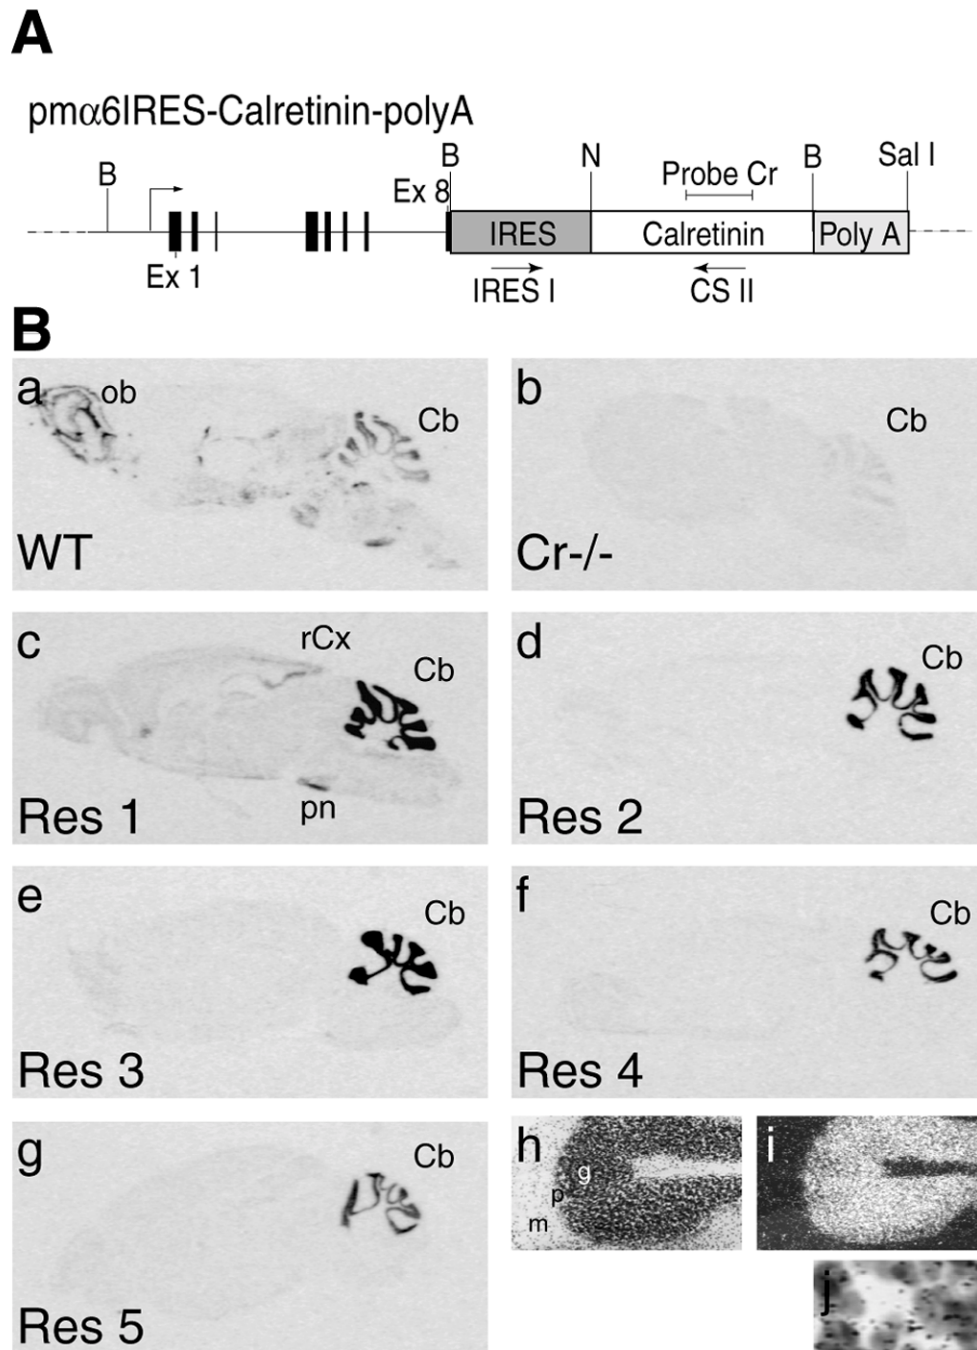 A
pmα6IRES-Calretinin-polyA
B
B
N
B
Sal I
Ex 8
Probe Cr
IRES
Calretinin
Poly A
Ex 1
IRES I
CS II
B
a
ob
Cb
WT
b
Cb
Cr-/-
c
rCx
Cb
pn
Res 1
d
Cb
Res 2
e
Cb
Res 3
f
Cb
Res 4
g
Cb
Res 5
h
g
p
m
i
j